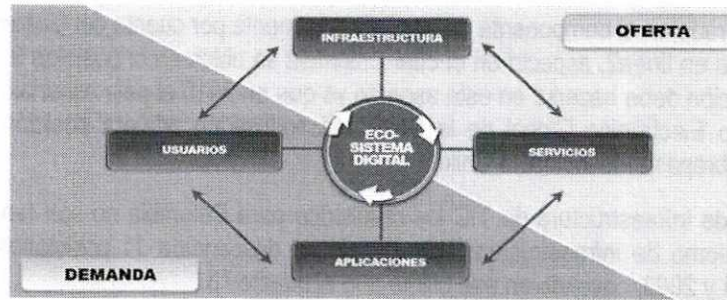 INFRAESTRUCTURA
OFERTA
USUARIOS
ECO-
SISTEMA
DIGITAL
SERVICIOS
APLICACIONES
DEMANDA